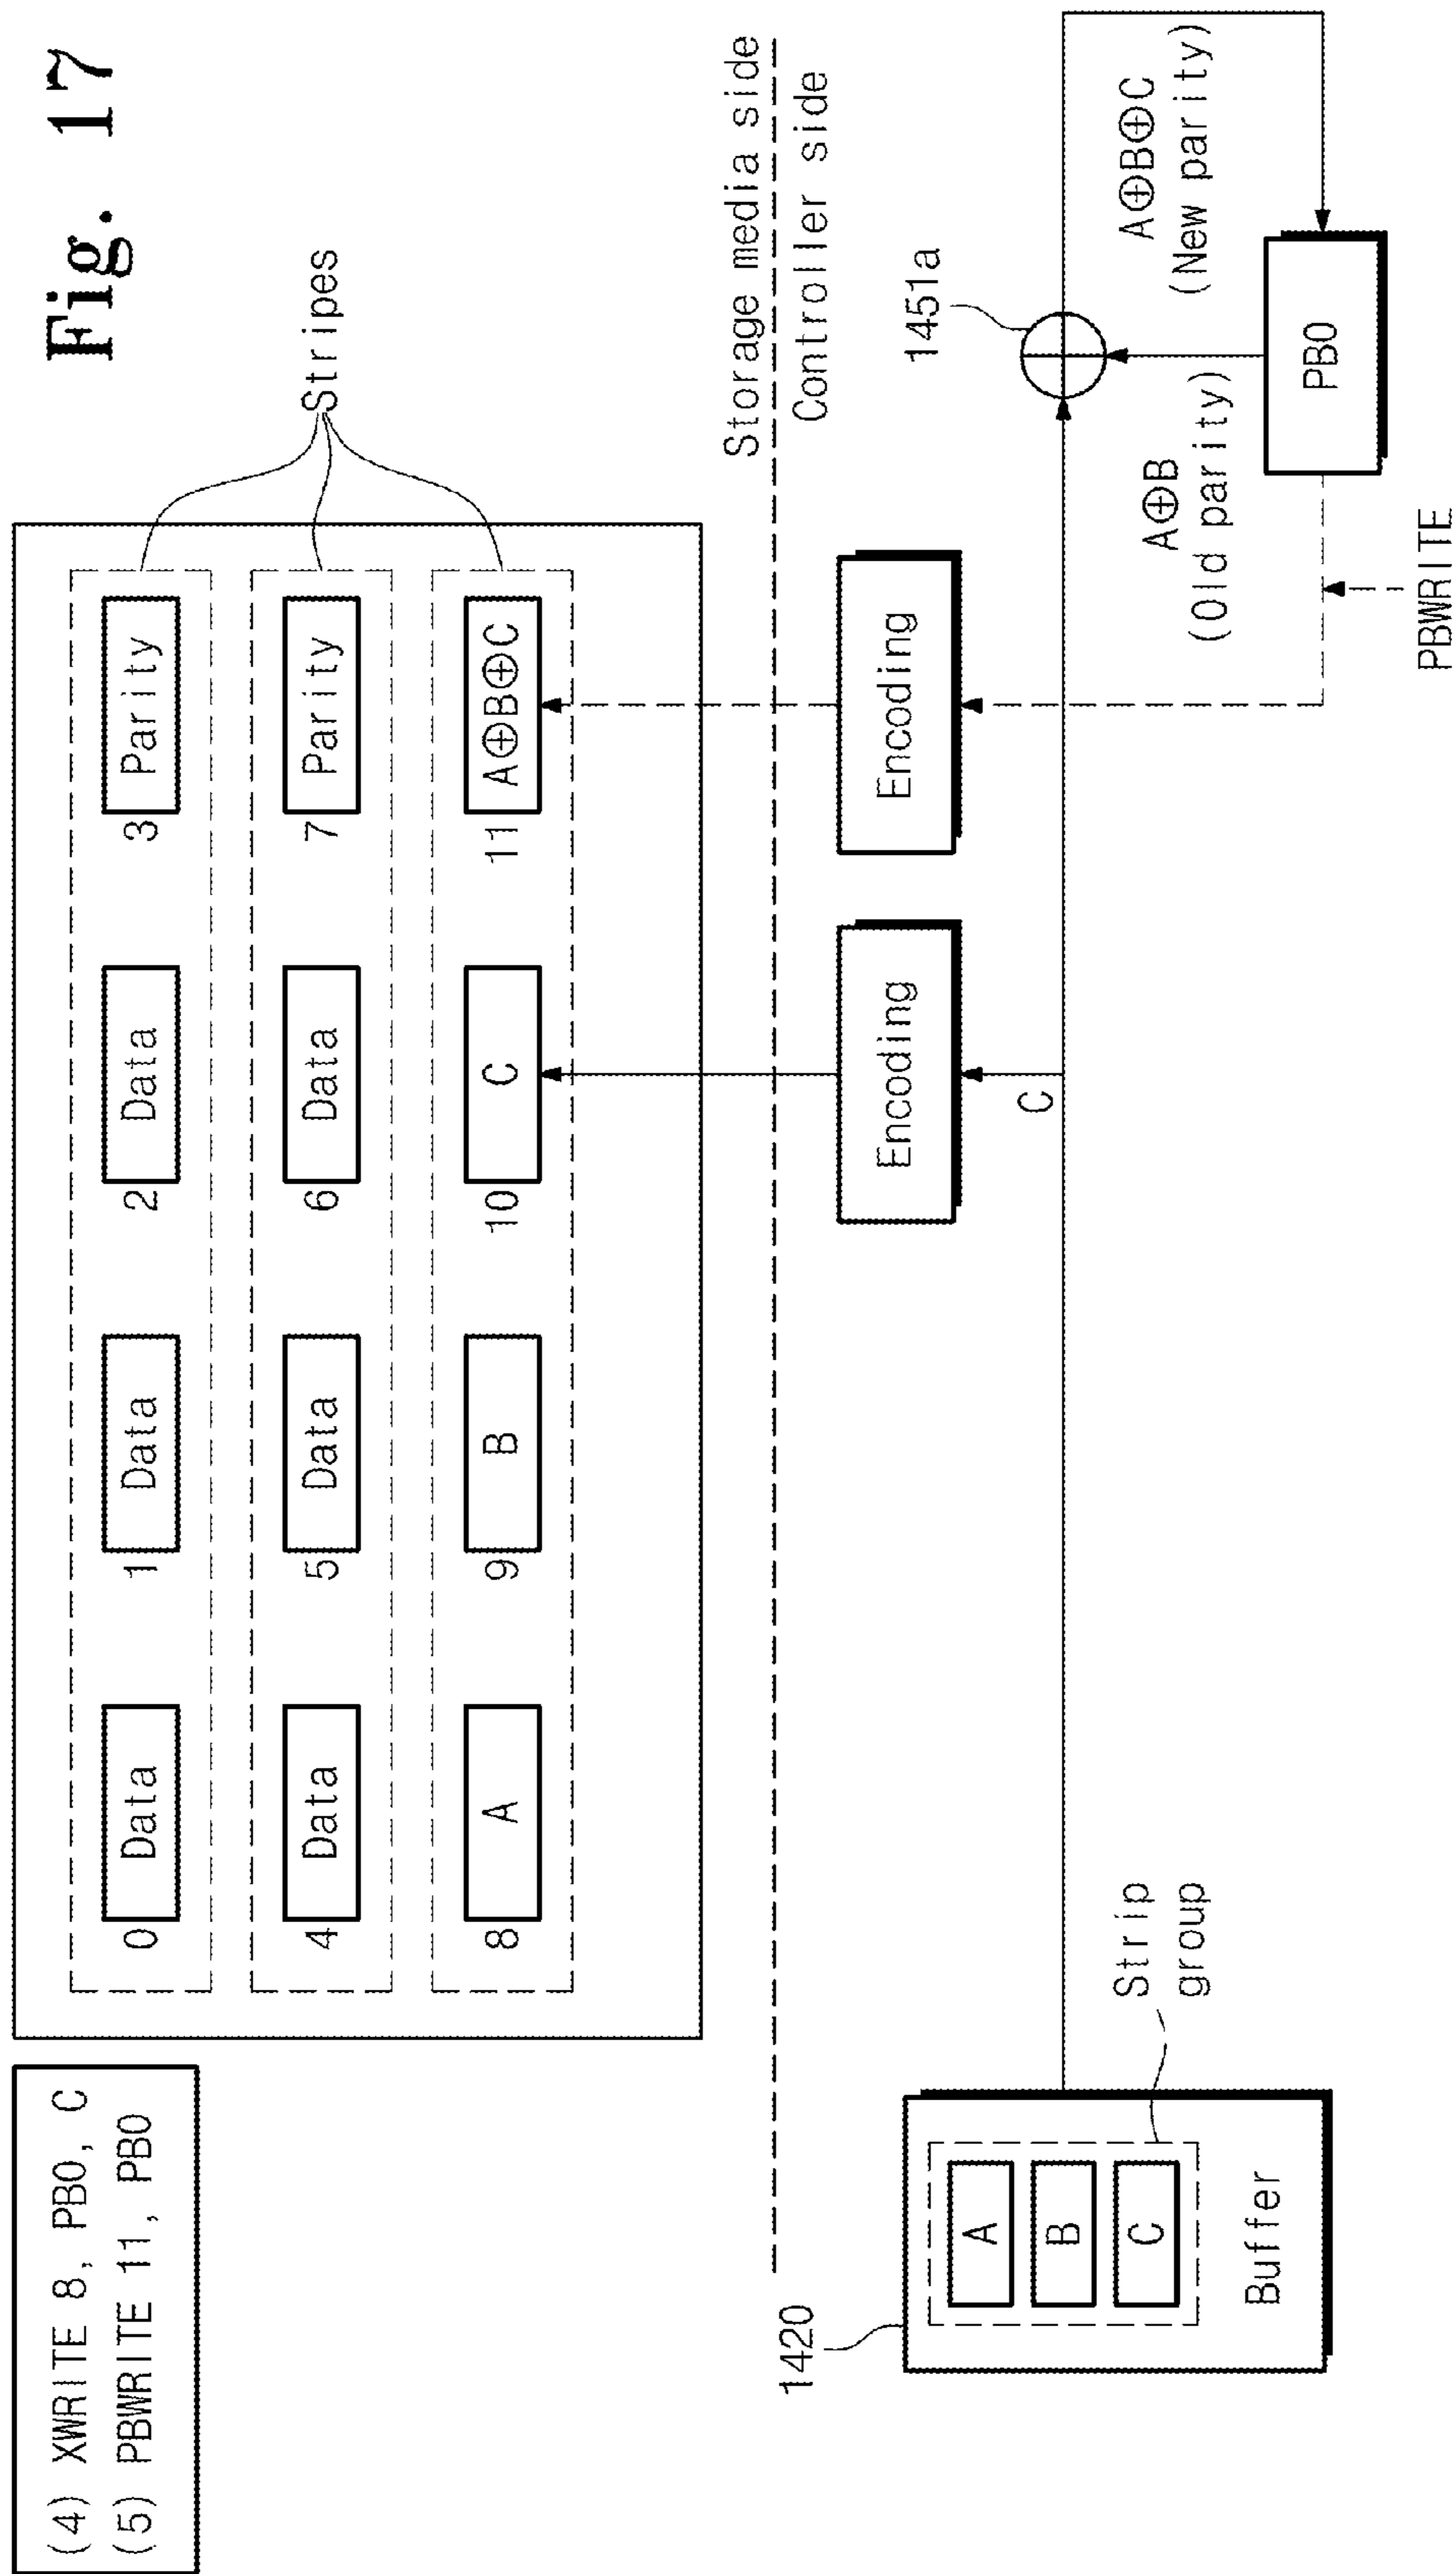 Fig. 17
(4) XWRITE 8, PB0, C
(5) PBWRITE 11, PB0
Stripes
0 Data 1 Data 2 Data 3 Parity
4 Data 5 Data 6 Data 7 Parity
8 A 9 B 10 C 11 A⊕B⊕C
Storage media side
Controller side
Encoding Encoding
1420
A
B
C
Buffer
Strip
group
C
1451a
A⊕B
(Old parity)
A⊕B⊕C
(New parity)
PB0
PBWRITE